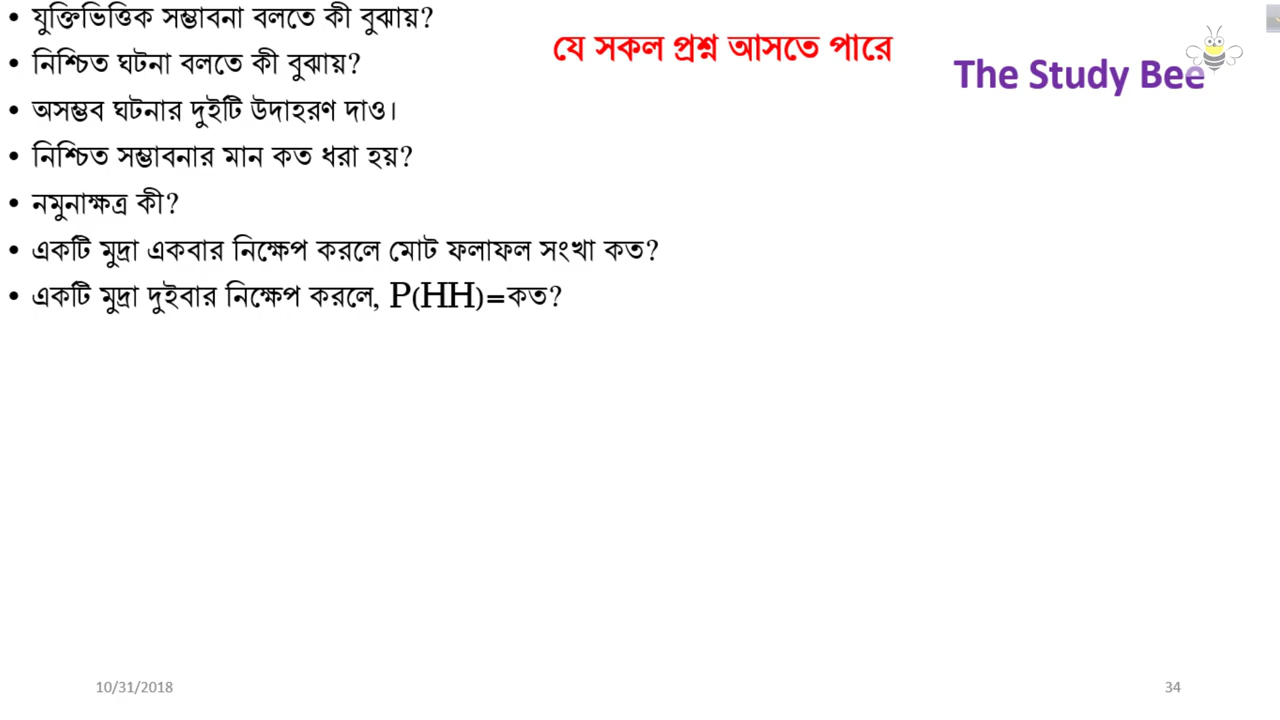 যে সকল প্রশ্ন আসতে পারে
The Study Bee
• যুক্তিভিত্তিক সম্ভাবনা বলতে কী বুঝায়?
• নিশ্চিত ঘটনা বলতে কী বুঝায়?
• অসম্ভব ঘটনার দুইটি উদাহরণ দাও।
• নিশ্চিত সম্ভাবনার মান কত ধরা হয়?
• নমুনাক্ষত্র কী?
• একটি মুদ্রা একবার নিক্ষেপ করলে মোট ফলাফল সংখা কত?
• একটি মুদ্রা দুইবার নিক্ষেপ করলে, P(HH)=কত?
10/31/2018
34